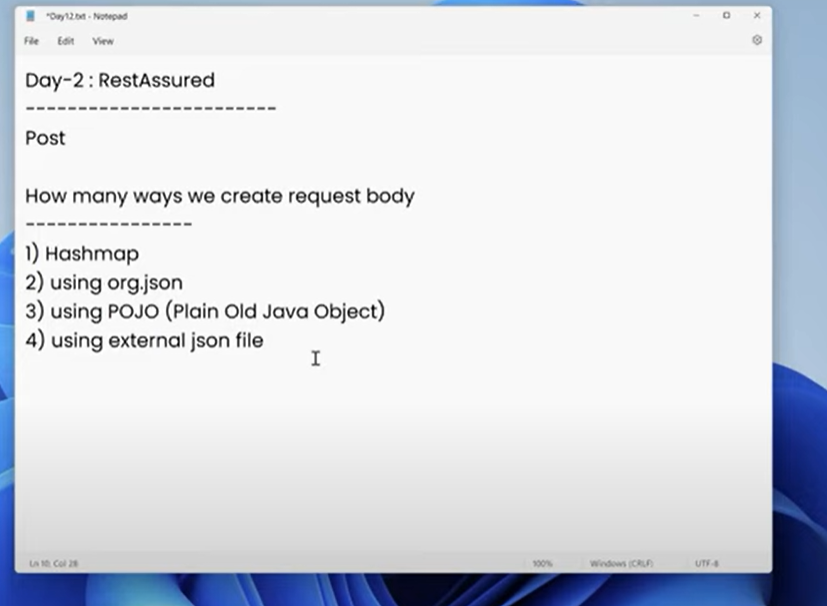 *Day12.txt - Notepad
File Edit View
Day-2 : RestAssured
------------------------
Post
How many ways we create request body
----------------
1) Hashmap
2) using org.json
3) using POJO (Plain Old Java Object)
4) using external json file
Ln 10, Col 28 100% Windows (CRLF) UTF-8